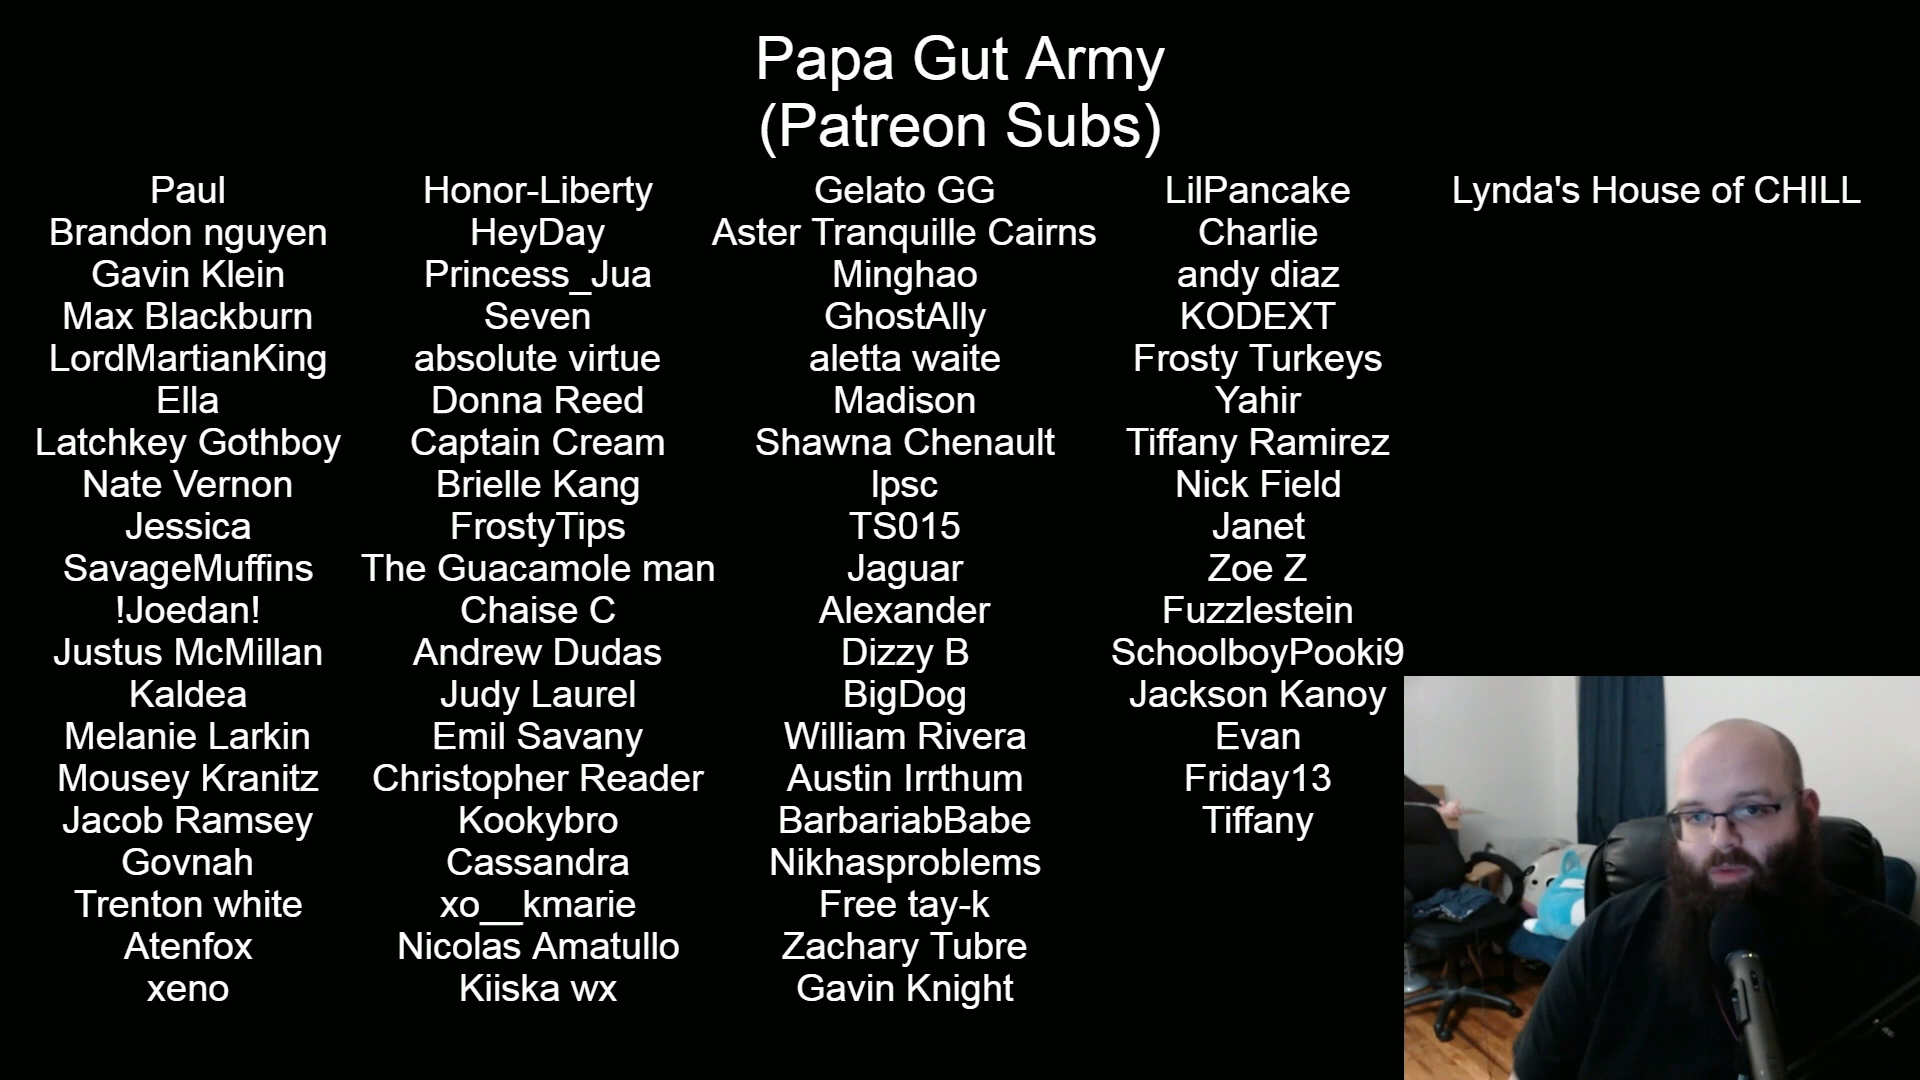 Papa Gut Army
(Patreon Subs)
Paul
Brandon nguyen
Gavin Klein
Max Blackburn
LordMartianKing
Ella
Latchkey Gothboy
Nate Vernon
Jessica
SavageMuffins
!Joedan!
Justus McMillan
Kaldea
Melanie Larkin
Mousey Kranitz
Jacob Ramsey
Govnah
Trenton white
Atenfox
xeno
Honor-Liberty
HeyDay
Princess_Jua
Seven
absolute virtue
Donna Reed
Captain Cream
Brielle Kang
FrostyTips
The Guacamole man
Chaise C
Andrew Dudas
Judy Laurel
Emil Savany
Christopher Reader
Kookybro
Cassandra
xo__kmarie
Nicolas Amatullo
Kiiska wx
Gelato GG
Aster Tranquille Cairns
Minghao
GhostAlly
aletta waite
Madison
Shawna Chenault
lpsc
TS015
Jaguar
Alexander
Dizzy B
BigDog
William Rivera
Austin Irrthum
BarbariabBabe
Nikhasproblems
Free tay-k
Zachary Tubre
Gavin Knight
LilPancake
Charlie
andy diaz
KODEXT
Frosty Turkeys
Yahir
Tiffany Ramirez
Nick Field
Janet
Zoe Z
Fuzzlestein
SchoolboyPooki9
Jackson Kanoy
Evan
Friday13
Tiffany
Lynda's House of CHILL